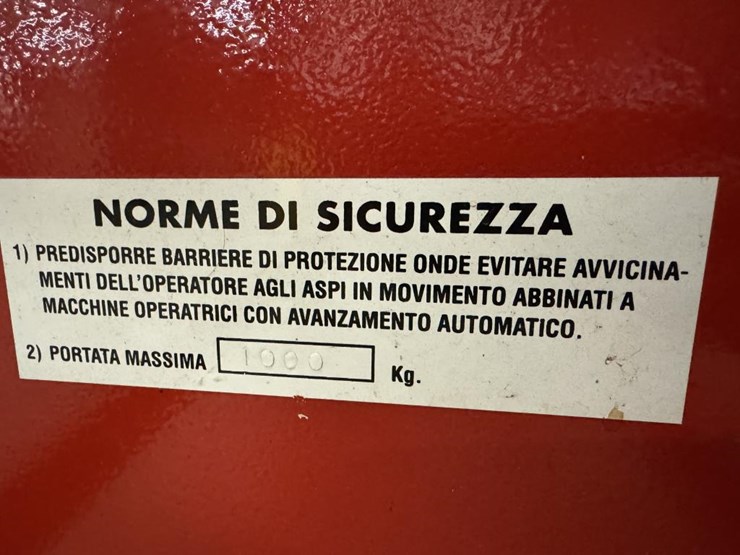 NORME DI SICUREZZA
1) PREDISPORRE BARRIERE DI PROTEZIONE ONDE EVITARE AVVICINA-
MENTI DELL'OPERATORE AGLI ASPI IN MOVIMENTO ABBINATI A
MACCHINE OPERATRICI CON AVANZAMENTO AUTOMATICO.
2) PORTATA MASSIMA 1000 Kg.